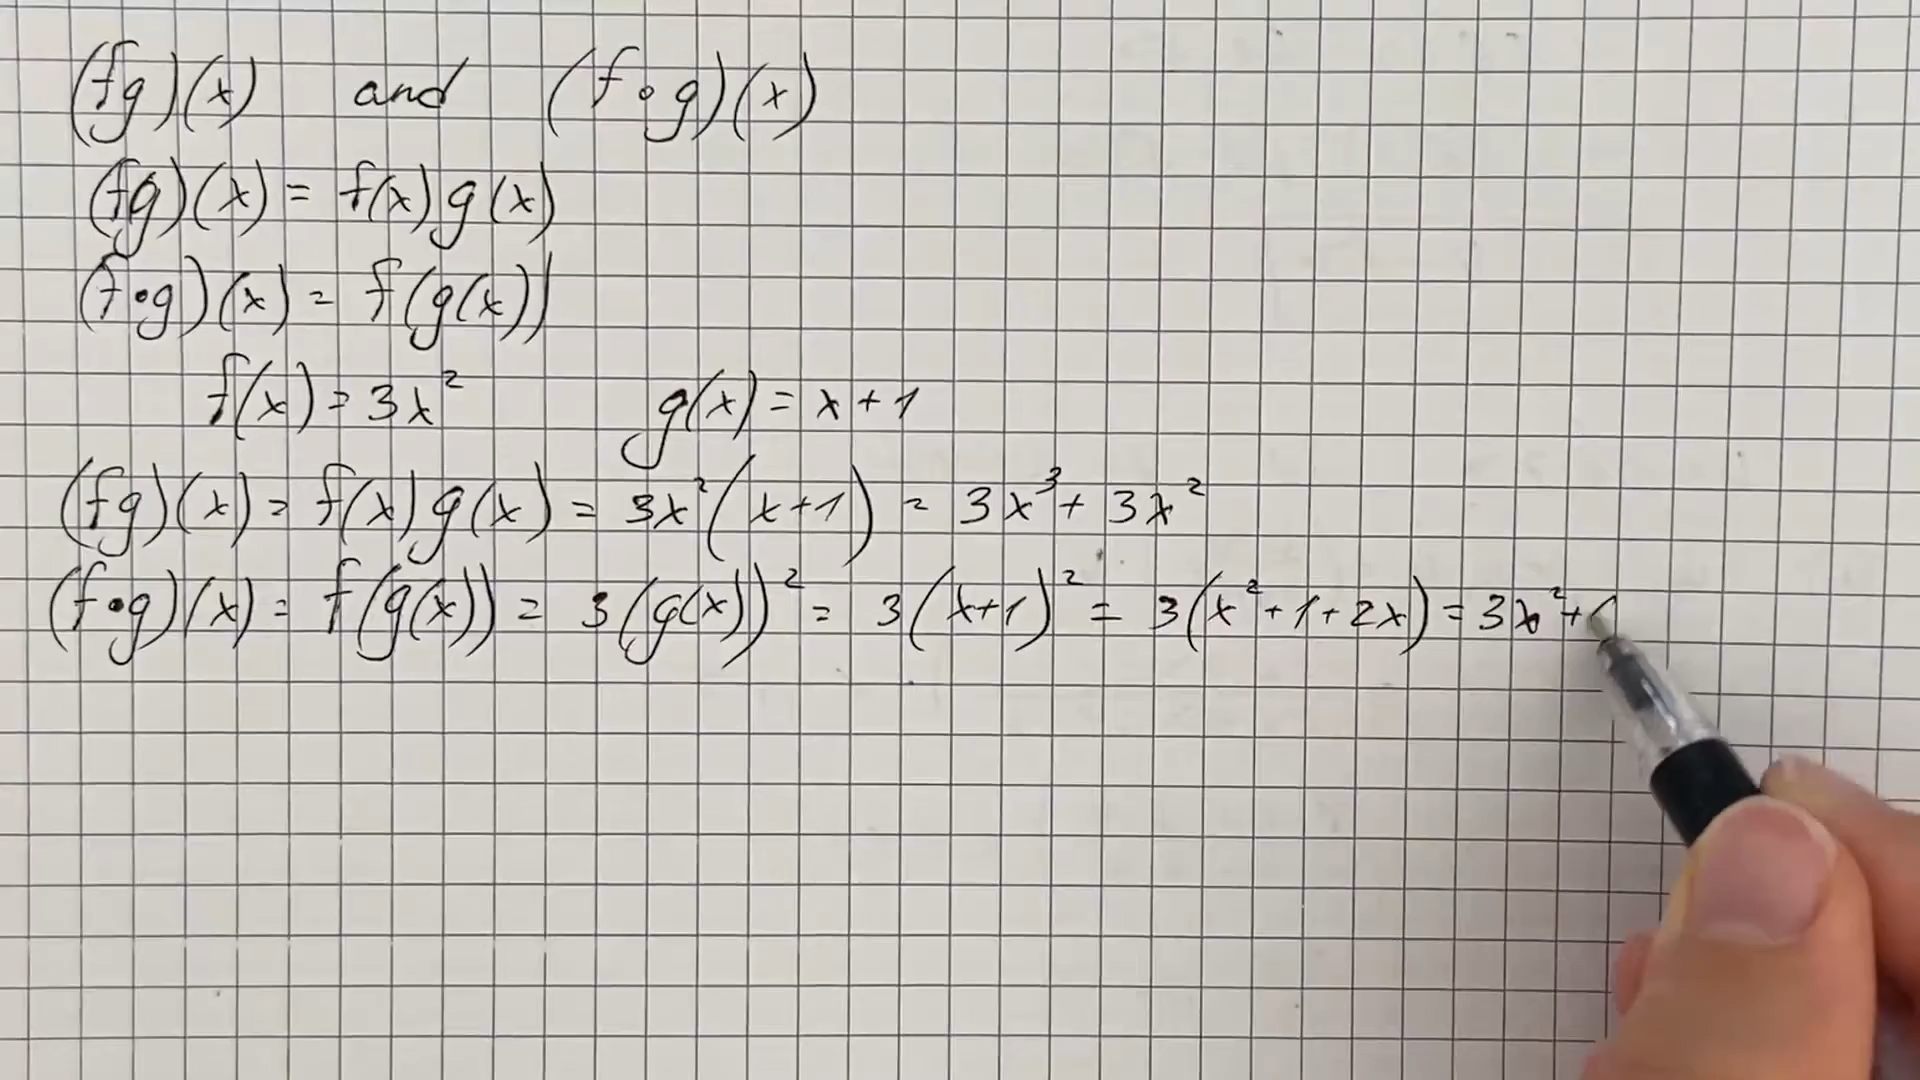 (fg)(x) and (f∘g)(x)
(fg)(x) = f(x)g(x)
(f∘g)(x) = f(g(x))
f(x) = 3x² g(x) = x+1
(fg)(x) = f(x)g(x) = 3x²(x+1) = 3x³ + 3x²
(f∘g)(x) = f(g(x)) = 3(g(x))² = 3(x+1)² = 3(x²+1+2x) = 3x²+